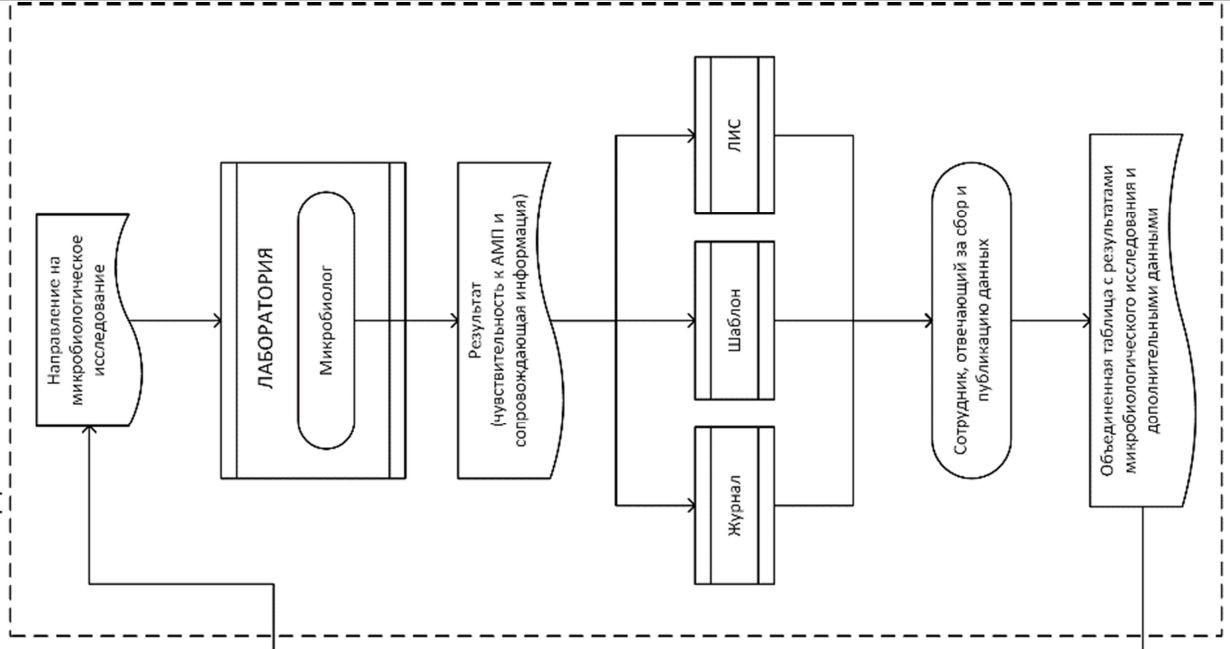 Направление на
микробиологическое
исследование
ЛАБОРАТОРИЯ
Микробиолог
Результат
(чувствительность к АМП и
сопровождающая информация)
Журнал
Шаблон
ЛИС
Сотрудник, отвечающий за сбор и
публикацию данных
Объединенная таблица с результатами
микробиологического исследования и
дополнительными данными